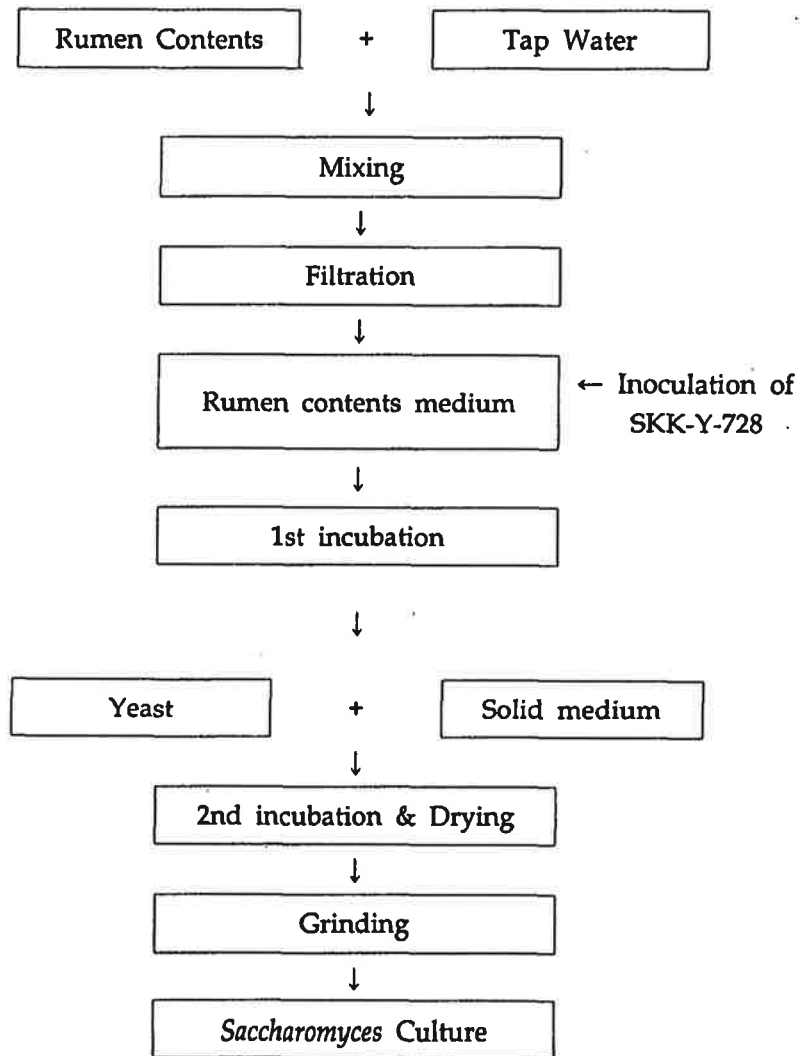 Rumen Contents + Tap Water
↓
Mixing
↓
Filtration
↓
Rumen contents medium ← Inoculation of
SKK-Y-728
↓
1st incubation
↓
Yeast + Solid medium
↓
2nd incubation & Drying
↓
Grinding
↓
Saccharomyces Culture